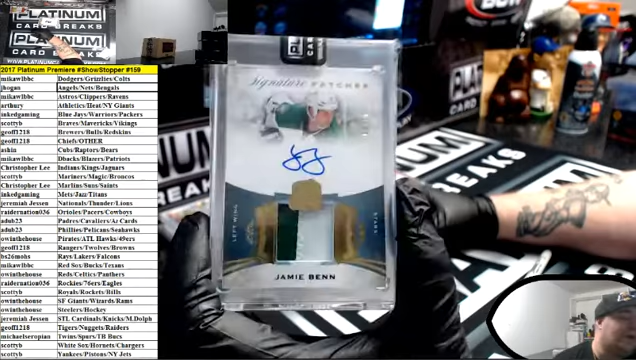 PLATINUM
CARD BREAKS
2017 Platinum Premiere #ShowStopper #159
mikawlbbc Dodgers/Grizzlies/Colts
jhogan Angels/Nets/Bengals
mikawlbbc Astros/Clippers/Ravens
arthury Athletics/Heat/NY Giants
inkedgaming Blue Jays/Warriors/Packers
scottyb Braves/Mavericks/Vikings
geoff1218 Brewers/Bulls/Redskins
geoff1218 Chiefs/OTHER
ashin Cubs/Raptors/Bears
mikawlbbc Dbacks/Blazers/Patriots
Christopher Lee Indians/Kings/Jaguars
scottyb Mariners/Magic/Broncos
Christopher Lee Marlins/Suns/Saints
inkedgaming Mets/Jazz/Titans
jeremiah Jessen Nationals/Thunder/Lions
raidernation036 Orioles/Pacers/Cowboys
adub23 Padres/Cavaliers/Az Cards
adub23 Phillies/Pelicans/Seahawks
owinthehouse Pirates/ATL Hawks/49ers
geoff1218 Rangers/Twolves/Browns
bs26mohs Rays/Lakers/Falcons
mikawlbbc Red Sox/Bucks/Texans
owinthehouse Reds/Celtics/Panthers
raidernation036 Rockies/76ers/Eagles
scottyb Royals/Rockets/Bills
owinthehouse SF Giants/Wizards/Rams
owinthehouse Steelers/Hockey
jeremiah Jessen STL Cardinals/Knicks/M.Dolph
geoff1218 Tigers/Nuggets/Raiders
michaelseropian Twins/Spurs/TB Bucs
scottyb White Sox/Hornets/Chargers
scottyb Yankees/Pistons/NY Jets
Signature PATCHES
LEFT WING
STARS
JAMIE BENN
BREAKS